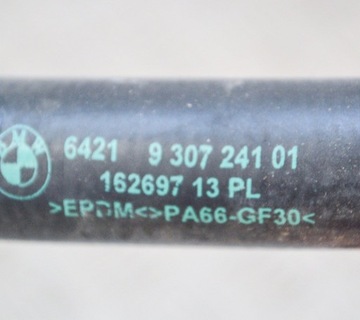 6421 9 307 241 01
162697 13 PL
>EPDM<>PA66-GF30<